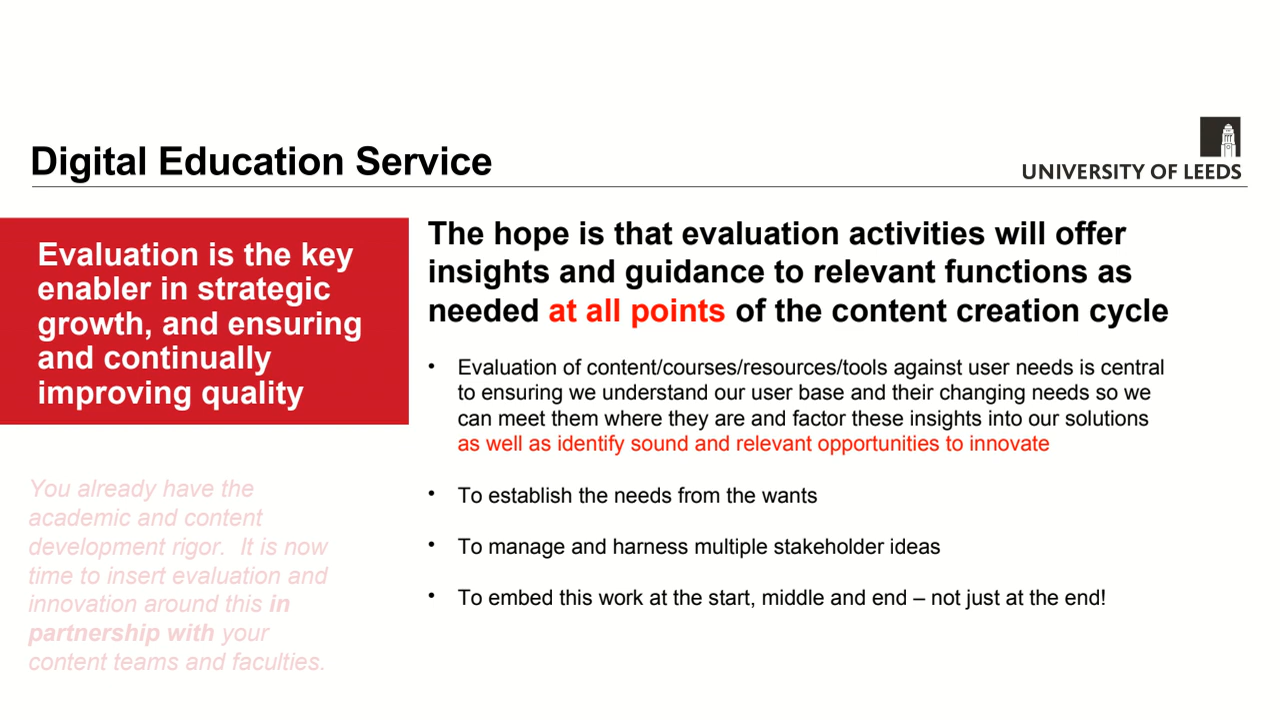 Digital Education Service
UNIVERSITY OF LEEDS
Evaluation is the key
enabler in strategic
growth, and ensuring
and continually
improving quality
You already have the
academic and content
development rigor.  It is now
time to insert evaluation and
innovation around this in
partnership with your
content teams and faculties.
The hope is that evaluation activities will offer
insights and guidance to relevant functions as
needed at all points of the content creation cycle
• Evaluation of content/courses/resources/tools against user needs is central
to ensuring we understand our user base and their changing needs so we
can meet them where they are and factor these insights into our solutions
as well as identify sound and relevant opportunities to innovate
• To establish the needs from the wants
• To manage and harness multiple stakeholder ideas
• To embed this work at the start, middle and end – not just at the end!